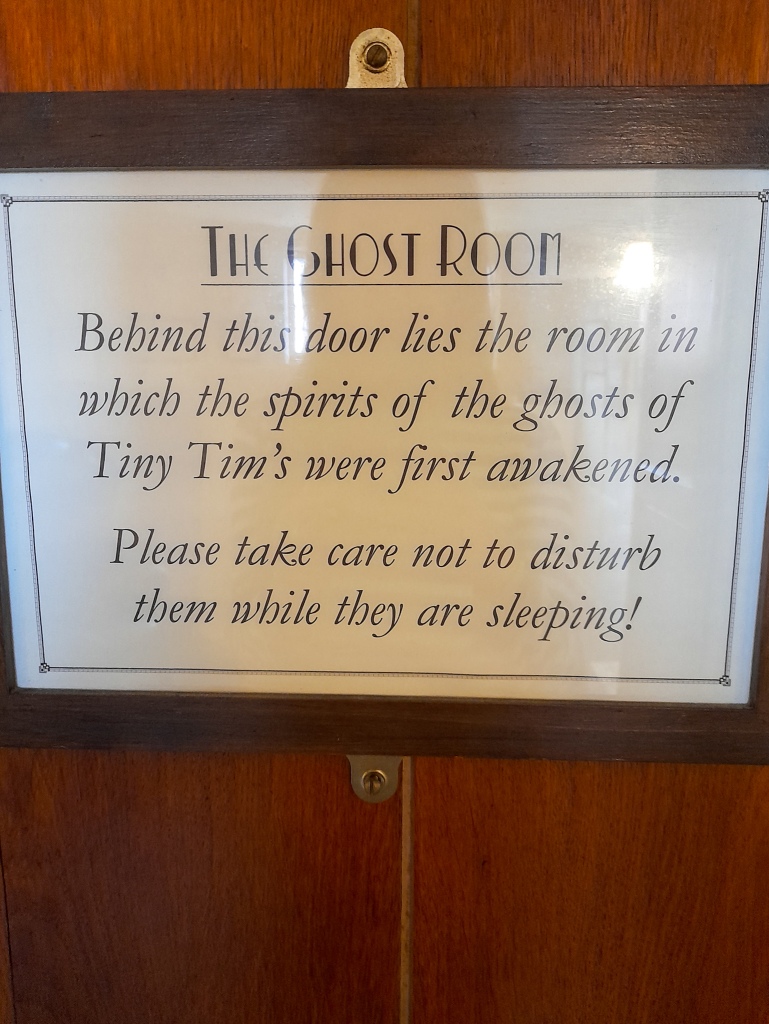 THE GHOST ROOM
Behind this door lies the room in
which the spirits of the ghosts of
Tiny Tim's were first awakened.
Please take care not to disturb
them while they are sleeping!